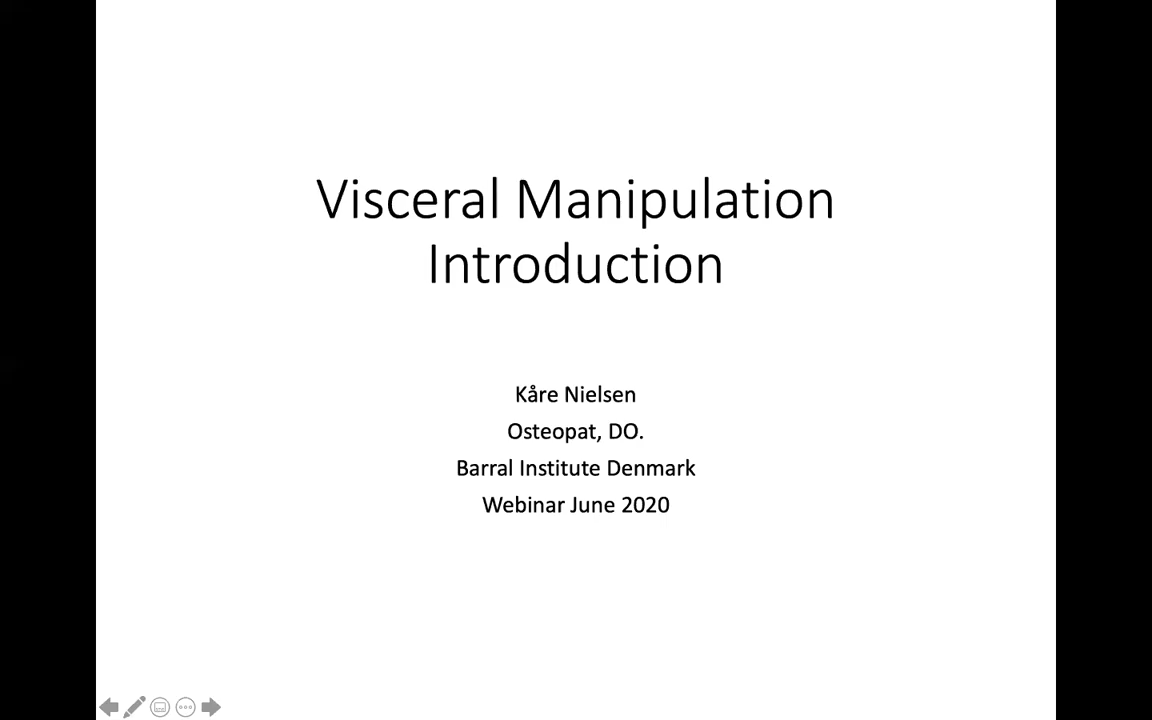 Visceral Manipulation
Introduction
Kåre Nielsen
Osteopat, DO.
Barral Institute Denmark
Webinar June 2020